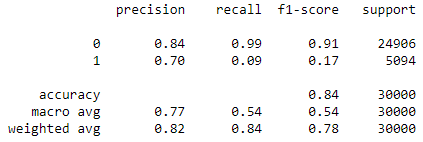 precision recall f1-score support
0 0.84 0.99 0.91 24906
1 0.70 0.09 0.17 5094
accuracy 0.84 30000
macro avg 0.77 0.54 0.54 30000
weighted avg 0.82 0.84 0.78 30000